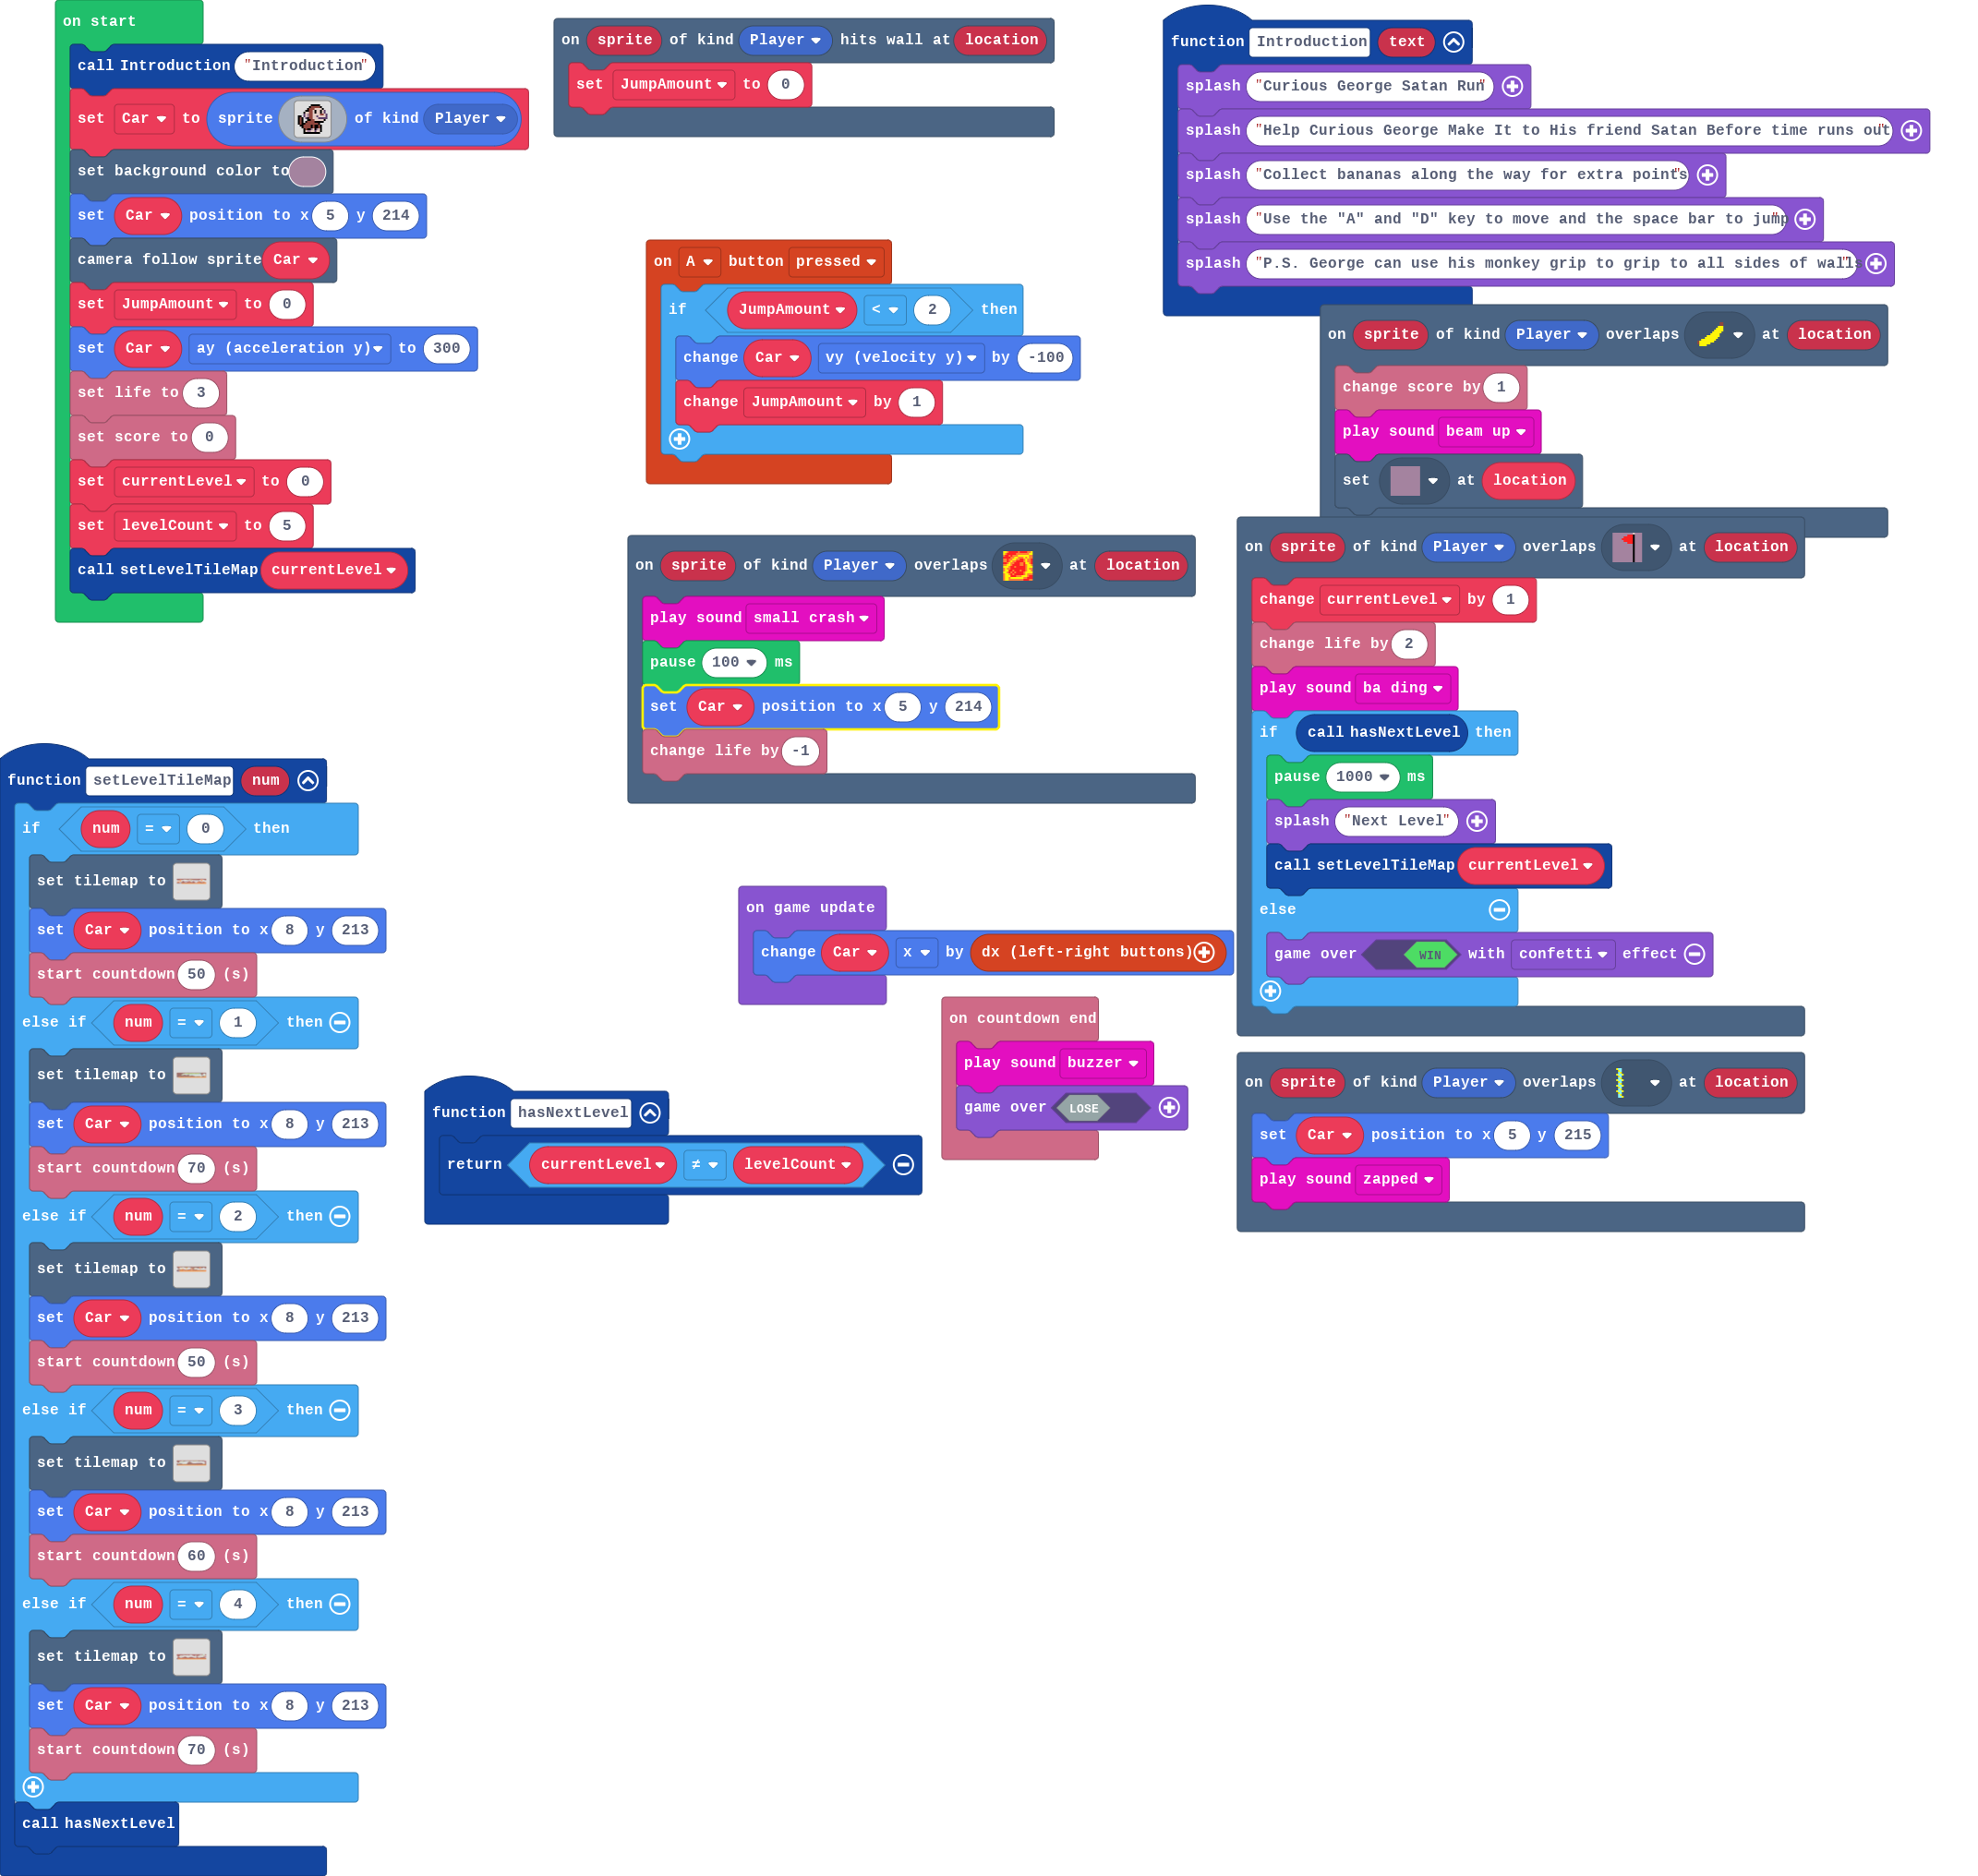 on start
call Introduction "Introduction"
set Car to sprite of kind Player
set background color to
set Car position to x 5 y 214
camera follow sprite Car
set JumpAmount to 0
set Car ay (acceleration y) to 300
set life to 3
set score to 0
set currentLevel to 0
set levelCount to 5
call setLevelTileMap currentLevel
on sprite of kind Player hits wall at location
set JumpAmount to 0
on A button pressed
if JumpAmount < 2 then
change Car vy (velocity y) by -100
change JumpAmount by 1
function Introduction text
splash "Curious George Satan Run"
splash "Help Curious George Make It to His friend Satan Before time runs out"
splash "Collect bananas along the way for extra points"
splash "Use the "A" and "D" key to move and the space bar to jump"
splash "P.S. George can use his monkey grip to grip to all sides of walls"
on sprite of kind Player overlaps at location
change score by 1
play sound beam up
set at location
on sprite of kind Player overlaps at location
play sound small crash
pause 100 ms
set Car position to x 5 y 214
change life by -1
on sprite of kind Player overlaps at location
change currentLevel by 1
change life by 2
play sound ba ding
if call hasNextLevel then
pause 1000 ms
splash "Next Level"
call setLevelTileMap currentLevel
else
game over WIN with confetti effect
function setLevelTileMap num
if num = 0 then
set tilemap to
set Car position to x 8 y 213
start countdown 50 (s)
else if num = 1 then
set tilemap to
set Car position to x 8 y 213
start countdown 70 (s)
else if num = 2 then
set tilemap to
set Car position to x 8 y 213
start countdown 50 (s)
else if num = 3 then
set tilemap to
set Car position to x 8 y 213
start countdown 60 (s)
else if num = 4 then
set tilemap to
set Car position to x 8 y 213
start countdown 70 (s)
call hasNextLevel
on game update
change Car x by dx (left-right buttons)
on countdown end
play sound buzzer
game over LOSE
function hasNextLevel
return currentLevel ≠ levelCount
on sprite of kind Player overlaps at location
set Car position to x 5 y 215
play sound zapped